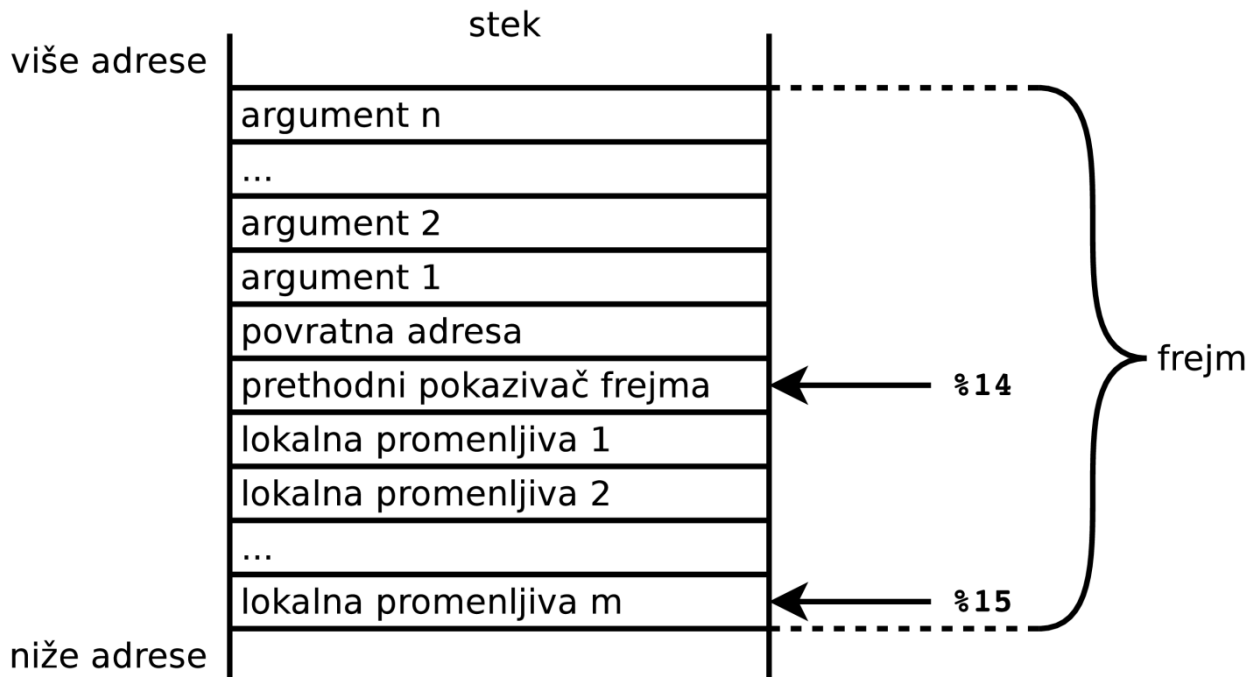 stek
više adrese
argument n
...
argument 2
argument 1
povratna adresa
prethodni pokazivač frejma
%14
frejm
lokalna promenljiva 1
lokalna promenljiva 2
...
lokalna promenljiva m
%15
niže adrese